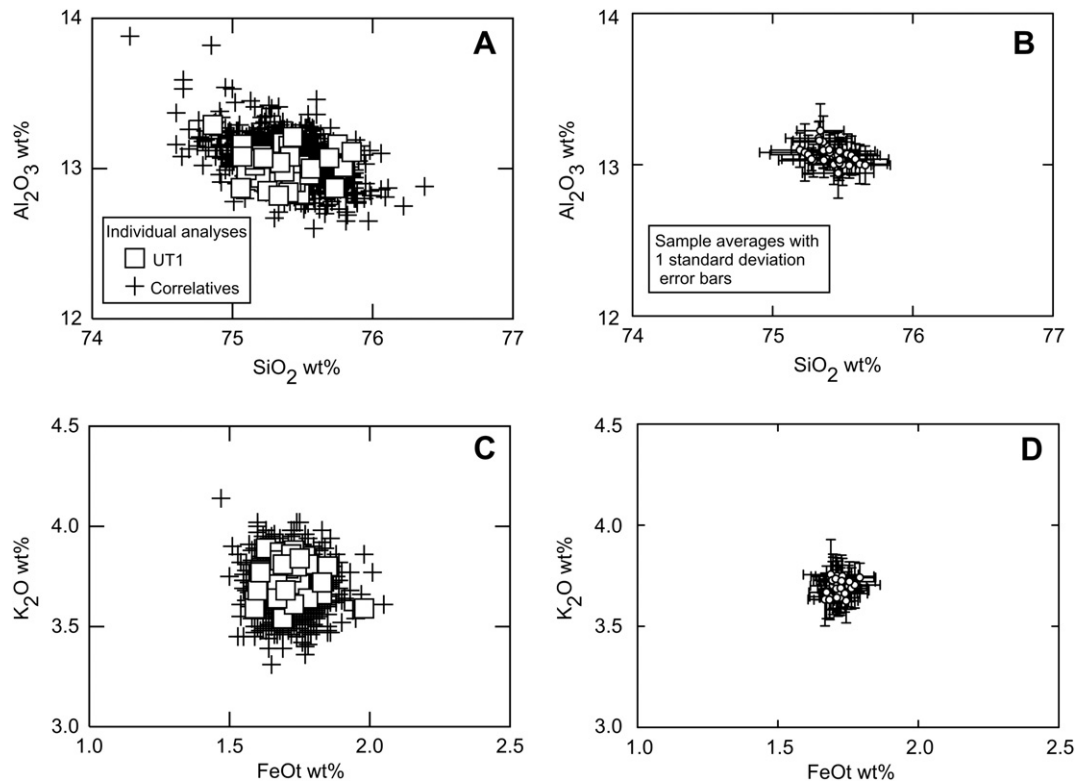 A
14
13
12
Al2O3 wt%
Individual analyses
UT1
Correlatives
74 75 76 77
SiO2 wt%
B
14
13
12
Al2O3 wt%
Sample averages with
1 standard deviation
error bars
74 75 76 77
SiO2 wt%
C
4.5
4.0
3.5
3.0
K2O wt%
1.0 1.5 2.0 2.5
FeOt wt%
D
4.5
4.0
3.5
3.0
K2O wt%
1.0 1.5 2.0 2.5
FeOt wt%